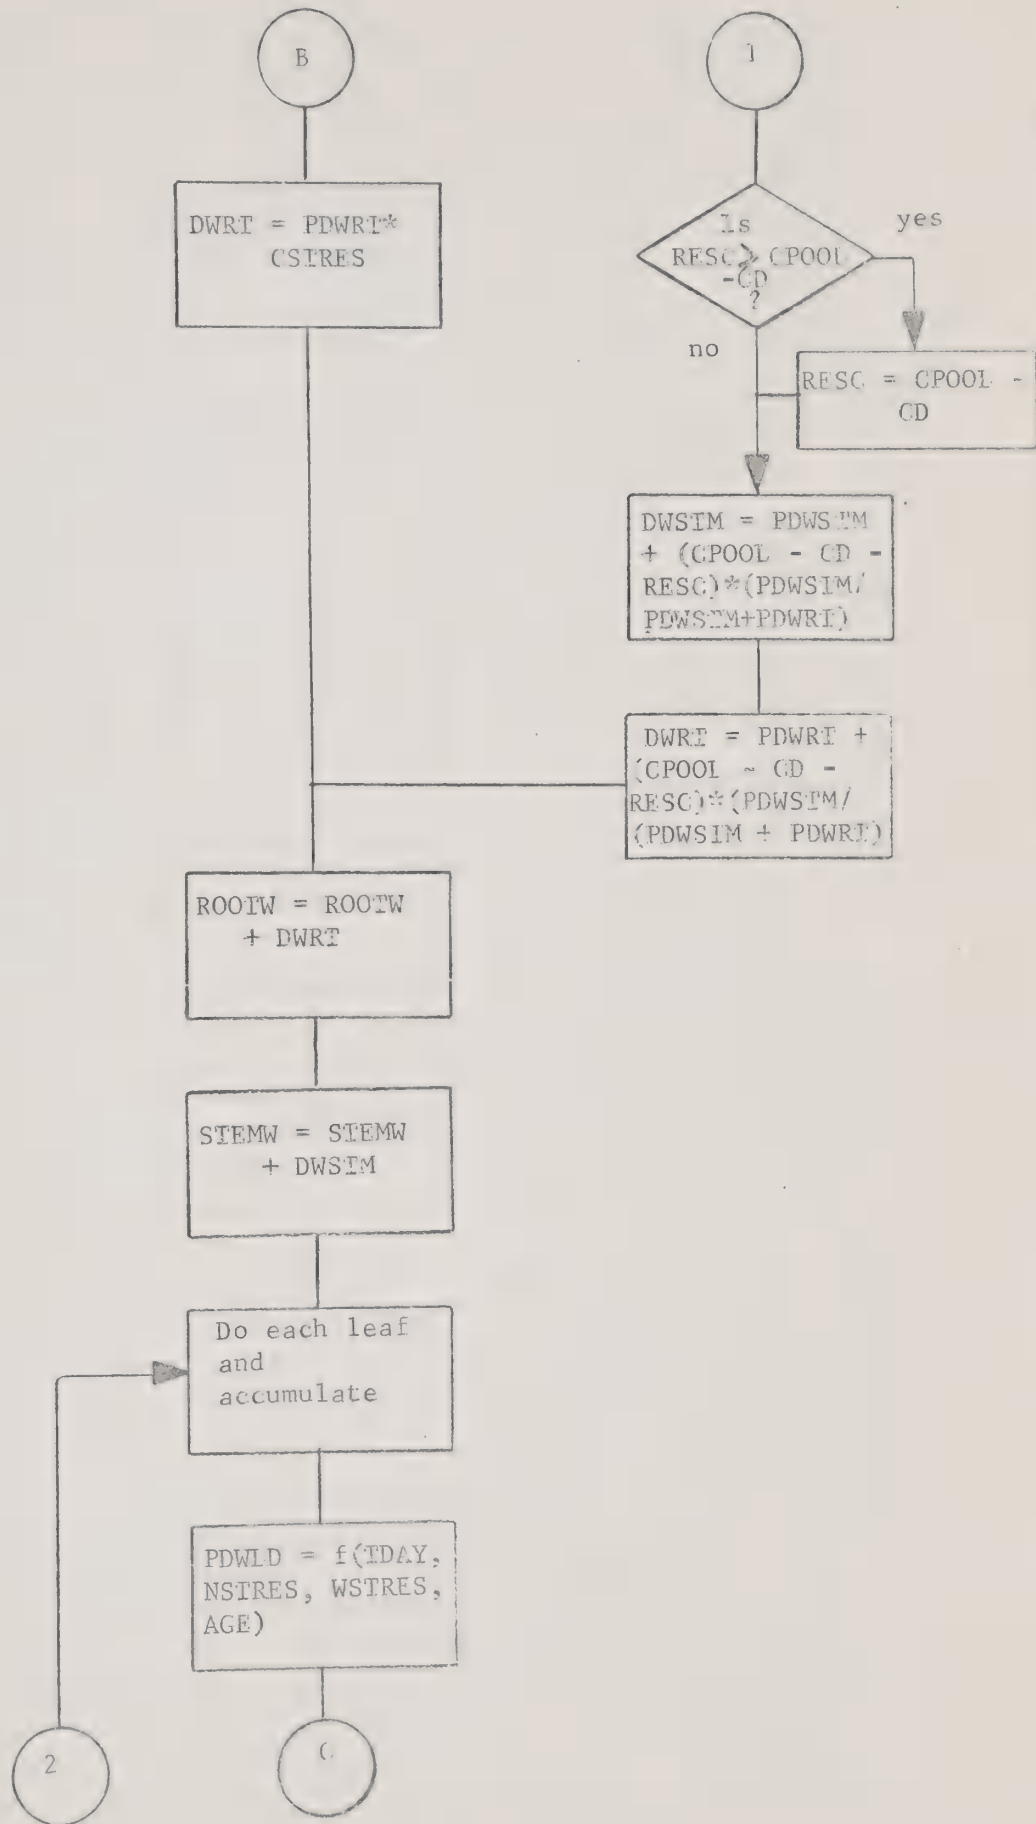 B
DWRT = PDWRT*
CSTRES
1
Is
RESC ≥ CPOOL
-CD
?
yes
no
RESC = CPOOL -
CD
DWSTM = PDWSTM
+ (CPOOL - CD -
RESC)*(PDWSTM/
PDWSTM+PDWRT)
DWRT = PDWRT +
(CPOOL - CD -
RESC)*(PDWSTM/
(PDWSTM + PDWRT)
ROOTW = ROOTW
+ DWRT
STEMW = STEMW
+ DWSTM
Do each leaf
and
accumulate
PDWLD = f(TDAY,
NSTRES, WSTRES,
AGE)
2
C